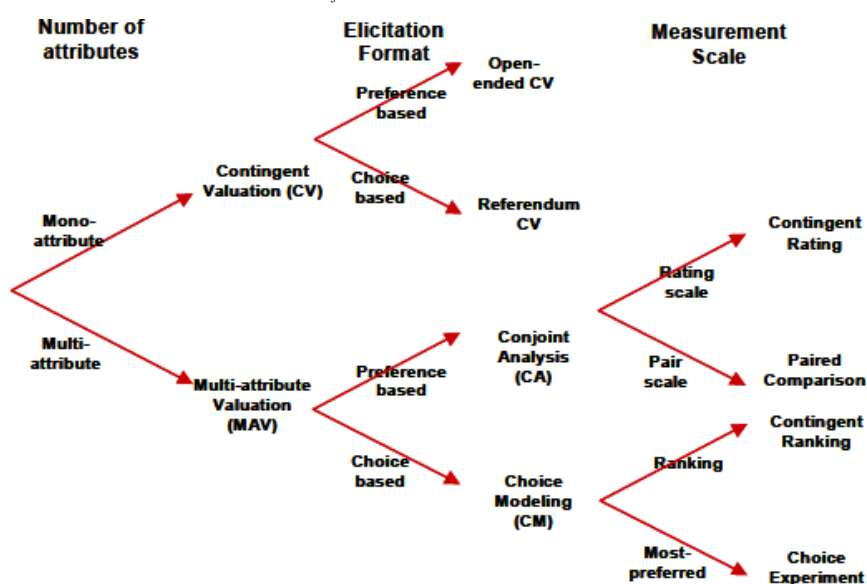 Number of
attributes
Elicitation
Format
Measurement
Scale
Open-
ended CV
Preference
based
Contingent
Valuation (CV)
Choice
based
Referendum
CV
Mono-
attribute
Contingent
Rating
Rating
scale
Multi-
attribute
Conjoint
Analysis
(CA)
Pair
scale
Paired
Comparison
Preference
based
Multi-attribute
Valuation
(MAV)
Contingent
Ranking
Choice
based
Ranking
Choice
Modeling
(CM)
Most-
preferred
Choice
Experiment